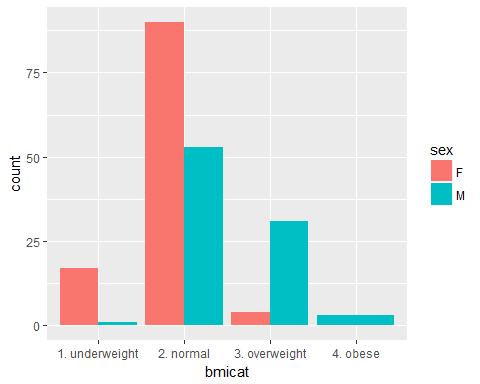 75
50
25
0
count
1. underweight 2. normal 3. overweight 4. obese
bmicat
sex
F
M